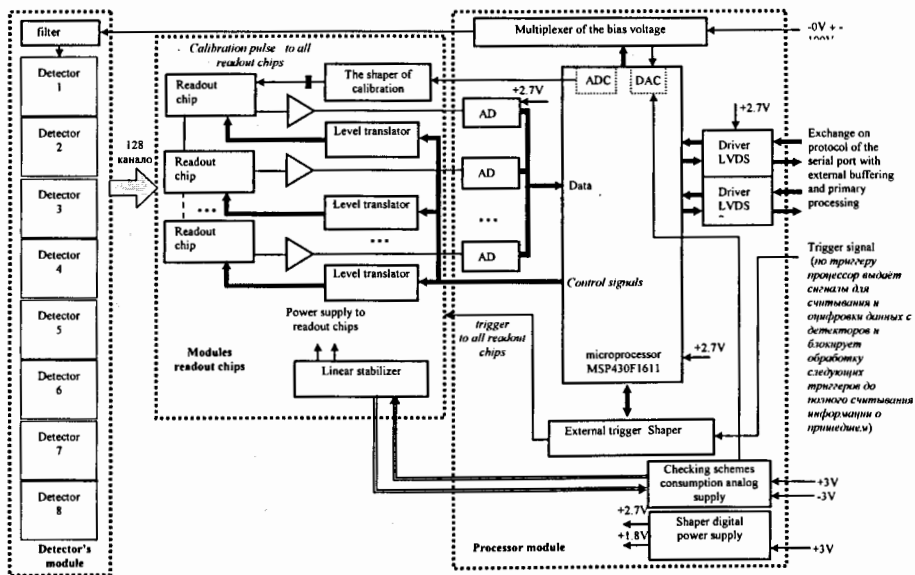 filter
Detector
1
Detector
2
Detector
3
Detector
4
Detector
5
Detector
6
Detector
7
Detector
8
Detector's
module
128
канало
Calibration pulse to all
readout chips
Readout
chip
The shaper of
calibration
Level translator
Readout
chip
Level translator
...
Readout
chip
...
Level translator
Power supply to
readout chips
Modules
readout chips
Linear stabilizer
Multiplexer of the bias voltage
-0V + -
100V
ADC
DAC
+2.7V
AD
AD
...
AD
Data
Control signals
trigger
to all readout
chips
microprocessor
MSP430F1611
+2.7V
+2.7V
Driver
LVDS
Driver
LVDS
Exchange on
protocol of the
serial port with
external buffering
and primary
processing
Trigger signal
(по триггеру
процессор выдаёт
сигналы для
считывания и
оцифровки данных с
детекторов и
блокирует
обработку
следующих
триггеров до
полного считывания
информации о
пришедшем)
External trigger Shaper
Checking schemes
consumption analog
supply
+3V
-3V
+2.7V
+1.8V
Shaper digital
power supply
+3V
Processor module